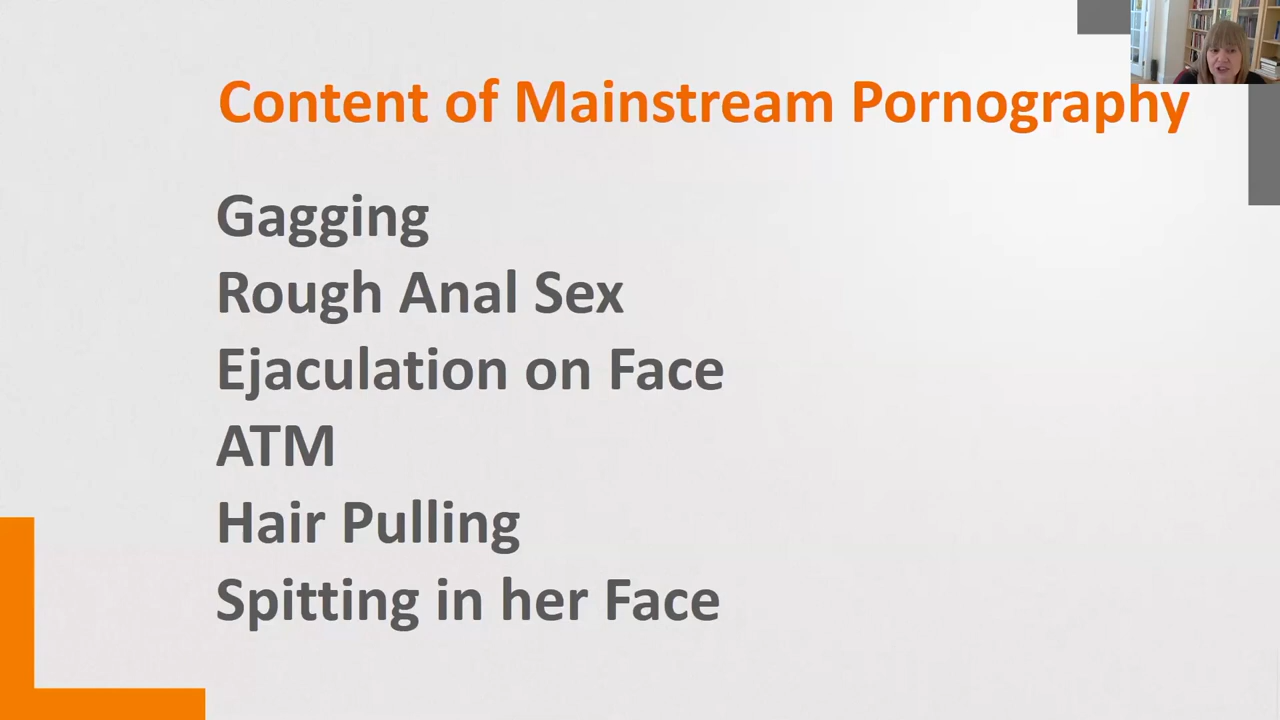 Content of Mainstream Pornography
Gagging
Rough Anal Sex
Ejaculation on Face
ATM
Hair Pulling
Spitting in her Face